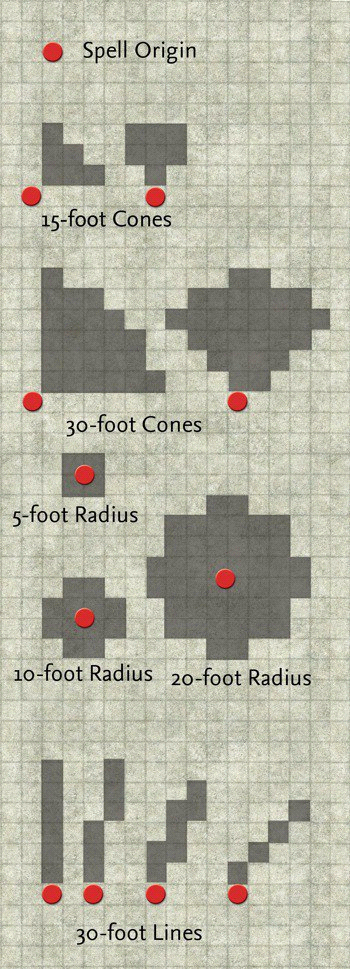 Spell Origin
15-foot Cones
30-foot Cones
5-foot Radius
10-foot Radius
20-foot Radius
30-foot Lines